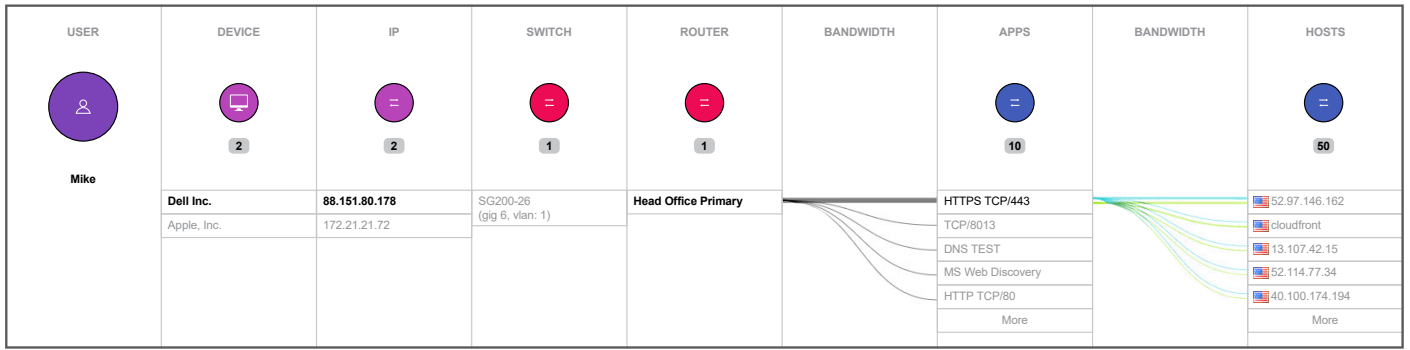 USER DEVICE IP SWITCH ROUTER BANDWIDTH APPS BANDWIDTH HOSTS
2 2 1 1 10 50
Mike
Dell Inc. 88.151.80.178 SG200-26 Head Office Primary HTTPS TCP/443 52.97.146.162
(gig 6, vlan: 1)
Apple, Inc. 172.21.21.72 TCP/8013 cloudfront
DNS TEST 13.107.42.15
MS Web Discovery 52.114.77.34
HTTP TCP/80 40.100.174.194
More More